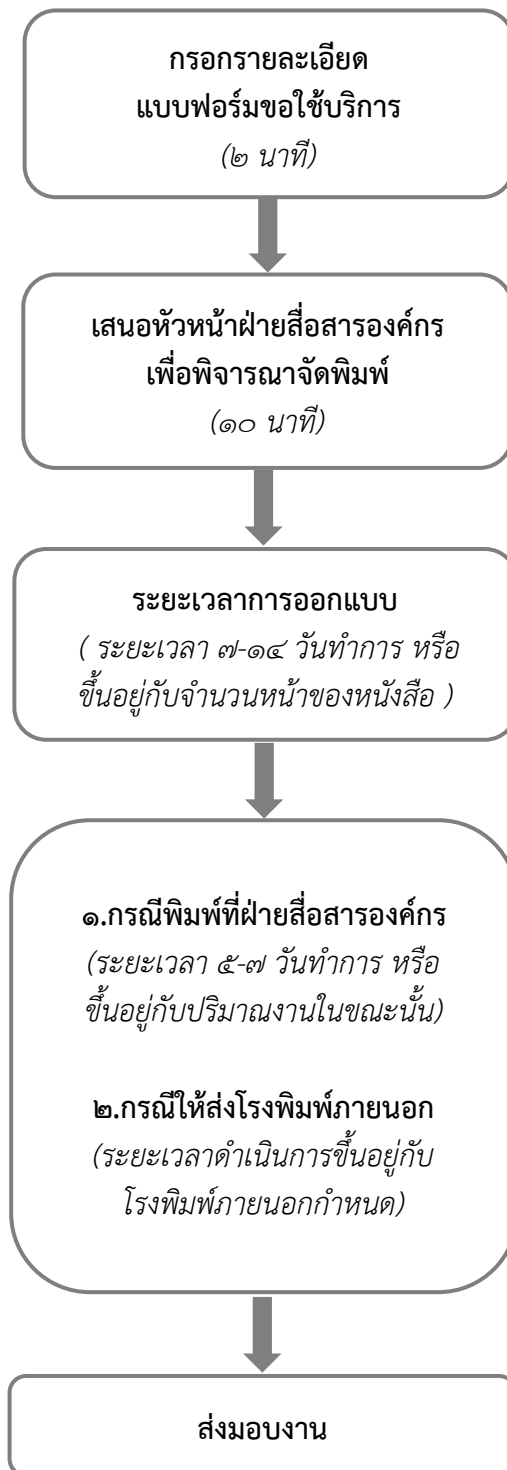 กรอกรายละเอียด
แบบฟอร์มขอใช้บริการ
(๒ นาที)
เสนอหัวหน้าฝ่ายสื่อสารองค์กร
เพื่อพิจารณาจัดพิมพ์
(๑๐ นาที)
ระยะเวลาการออกแบบ
( ระยะเวลา ๗-๑๔ วันทำการ หรือ
ขึ้นอยู่กับจำนวนหน้าของหนังสือ )
๑.กรณีพิมพ์ที่ฝ่ายสื่อสารองค์กร
(ระยะเวลา ๕-๗ วันทำการ หรือ
ขึ้นอยู่กับปริมาณงานในขณะนั้น)
๒.กรณีให้ส่งโรงพิมพ์ภายนอก
(ระยะเวลาดำเนินการขึ้นอยู่กับ
โรงพิมพ์ภายนอกกำหนด)
ส่งมอบงาน